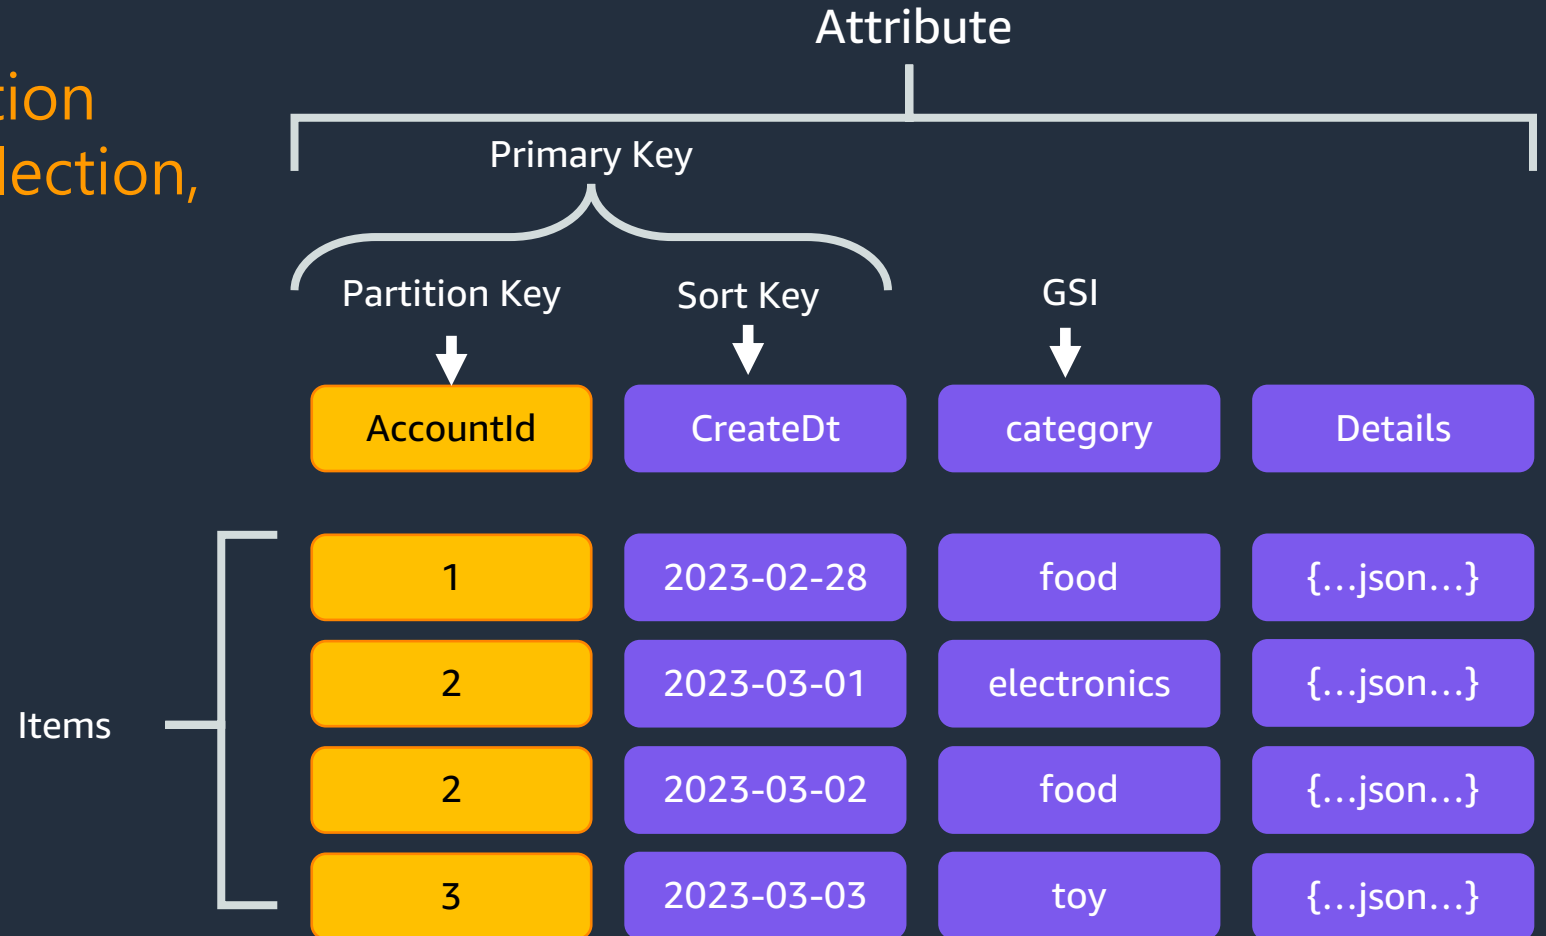 Attribute
tion
lection,
Primary Key
Partition Key
Sort Key
GSI
AccountId
CreateDt
category
Details
Items
1
2023-02-28
food
{...json...}
2
2023-03-01
electronics
{...json...}
2
2023-03-02
food
{...json...}
3
2023-03-03
toy
{...json...}